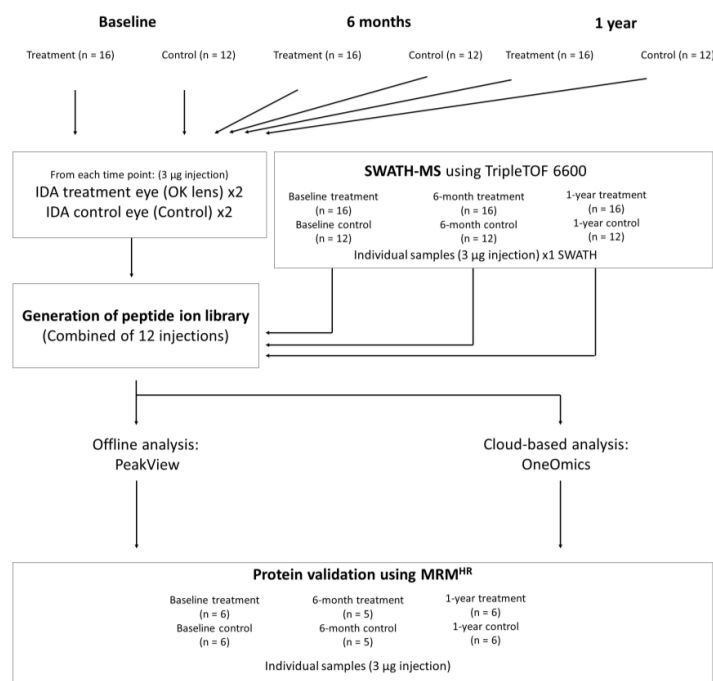 Baseline
6 months
1 year
Treatment (n = 16)
Control (n = 12)
Treatment (n = 16)
Control (n = 12)
Treatment (n = 16)
Control (n = 12)
From each time point: (3 µg injection)
IDA treatment eye (OK lens) x2
IDA control eye (Control) x2
SWATH-MS using TripleTOF 6600
Baseline treatment
(n = 16)
Baseline control
(n = 12)
6-month treatment
(n = 16)
6-month control
(n = 12)
1-year treatment
(n = 16)
1-year control
(n = 12)
Individual samples (3 µg injection) x1 SWATH
Generation of peptide ion library
(Combined of 12 injections)
Offline analysis:
PeakView
Cloud-based analysis:
OneOmics
Protein validation using MRMᴴᴿ
Baseline treatment
(n = 6)
Baseline control
(n = 6)
6-month treatment
(n = 5)
6-month control
(n = 5)
1-year treatment
(n = 6)
1-year control
(n = 6)
Individual samples (3 µg injection)